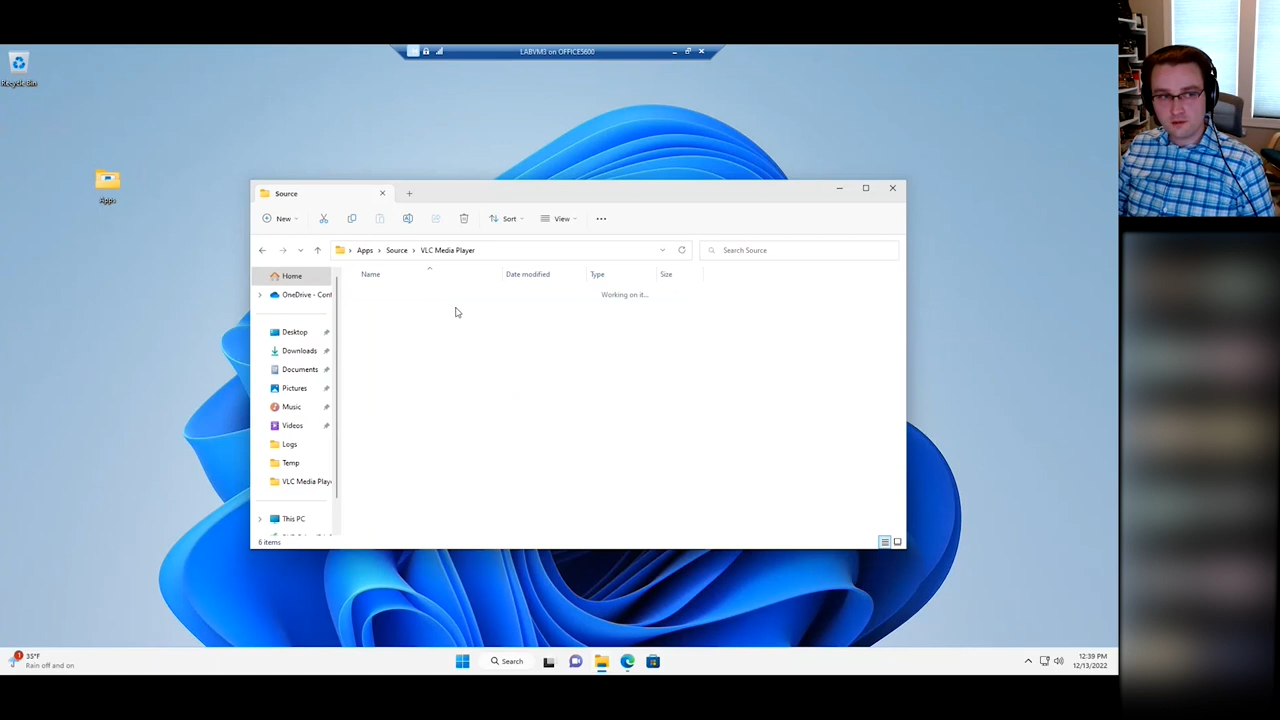 LABVM3 on OFFICE5600
Recycle Bin
Apps
Source
New
Sort
View
Apps
Source
VLC Media Player
Search Source
Name
Date modified
Type
Size
Working on it...
Home
OneDrive - Cont
Desktop
Downloads
Documents
Pictures
Music
Videos
Logs
Temp
VLC Media Playe
This PC
6 items
1
35°F
Rain off and on
Search
12:39 PM
12/13/2022